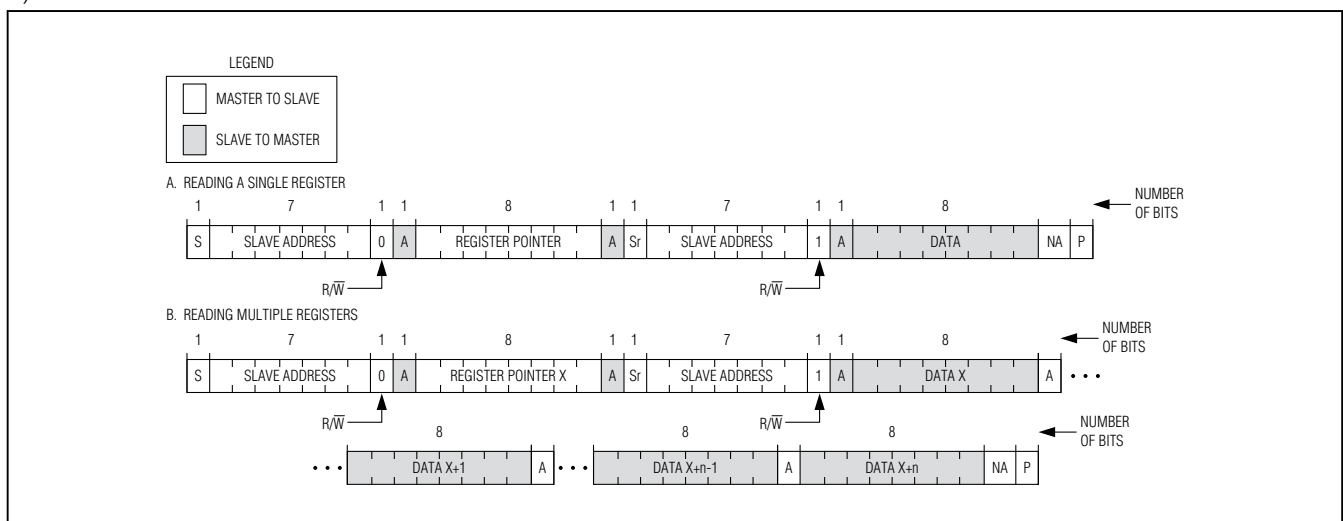 LEGEND
MASTER TO SLAVE
SLAVE TO MASTER
A. READING A SINGLE REGISTER
1 7 1 1 8 1 1 7 1 1 8 NUMBER OF BITS
S SLAVE ADDRESS 0 A REGISTER POINTER A Sr SLAVE ADDRESS 1 A DATA NA P
R/W̅ R/W̅
B. READING MULTIPLE REGISTERS
1 7 1 1 8 1 1 7 1 1 8 NUMBER OF BITS
S SLAVE ADDRESS 0 A REGISTER POINTER X A Sr SLAVE ADDRESS 1 A DATA X A • • •
R/W̅ R/W̅
8 8 8 NUMBER OF BITS
• • • DATA X+1 A • • • DATA X+n-1 A DATA X+n NA P